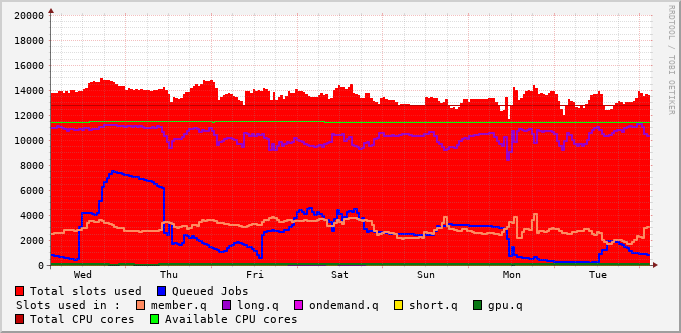 20000
18000
16000
14000
12000
10000
8000
6000
4000
2000
0
Wed Thu Fri Sat Sun Mon Tue
RRDTOOL / TOBI OETIKER
Total slots used Queued Jobs
Slots used in : member.q long.q ondemand.q short.q gpu.q
Total CPU cores Available CPU cores